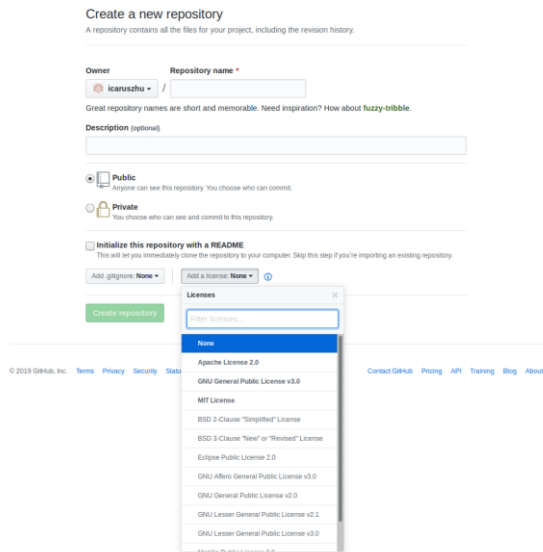 Create a new repository
A repository contains all the files for your project, including the revision history.
Owner Repository name *
icaruszhu /
Great repository names are short and memorable. Need inspiration? How about fuzzy-tribble.
Description (optional)
Public
Anyone can see this repository. You choose who can commit.
Private
You choose who can see and commit to this repository.
Initialize this repository with a README
This will let you immediately clone the repository to your computer. Skip this step if you're importing an existing repository.
Add .gitignore: None Add a license: None
Licenses
Create repository
Filter licenses...
None
Apache License 2.0
© 2019 GitHub, Inc. Terms Privacy Security Statu Contact GitHub Pricing API Training Blog About
GNU General Public License v3.0
MIT License
BSD 2-Clause "Simplified" License
BSD 3-Clause "New" or "Revised" License
Eclipse Public License 2.0
GNU Affero General Public License v3.0
GNU General Public License v2.0
GNU Lesser General Public License v2.1
GNU Lesser General Public License v3.0